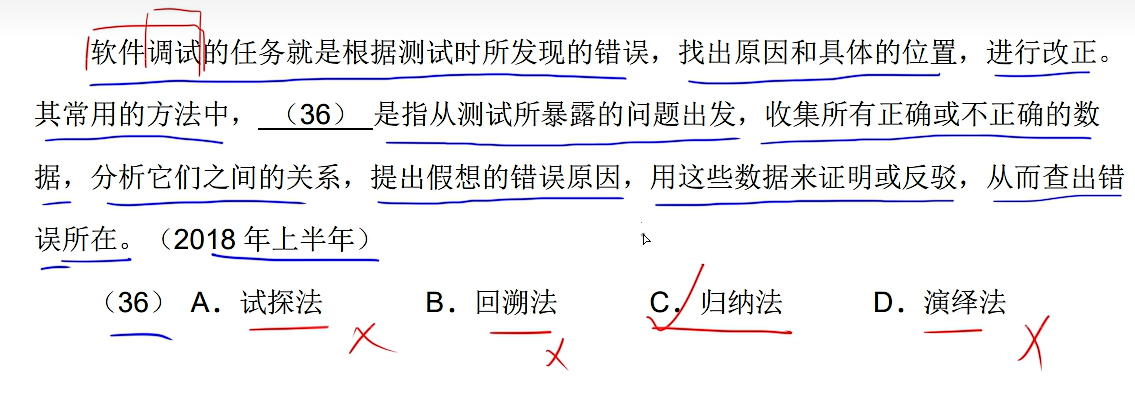 软件调试的任务就是根据测试时所发现的错误，找出原因和具体的位置，进行改正。
其常用的方法中，（36）是指从测试所暴露的问题出发，收集所有正确或不正确的数
据，分析它们之间的关系，提出假想的错误原因，用这些数据来证明或反驳，从而查出错
误所在。（2018 年上半年）
（36） A．试探法 B．回溯法 C．归纳法 D．演绎法